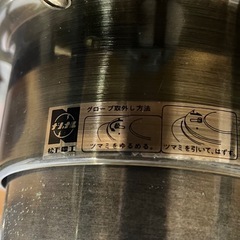 グローブ取外し方法
松下電工
ツマミをゆるめる。
ツマミを引いて、はずす。